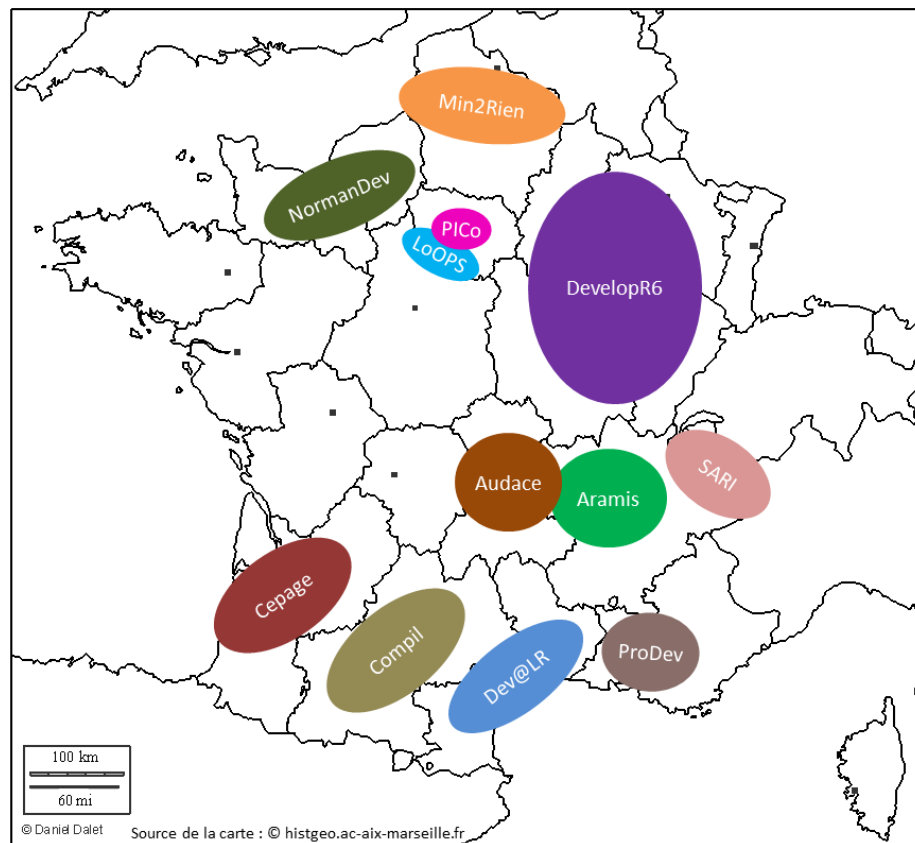 Min2Rien
NormanDev
PICo
LoOPS
DevelopR6
Audace
Aramis
SARI
Cepage
Compil
Dev@LR
ProDev
100 km
60 mi
© Daniel Dalet
Source de la carte : © histgeo.ac-aix-marseille.fr